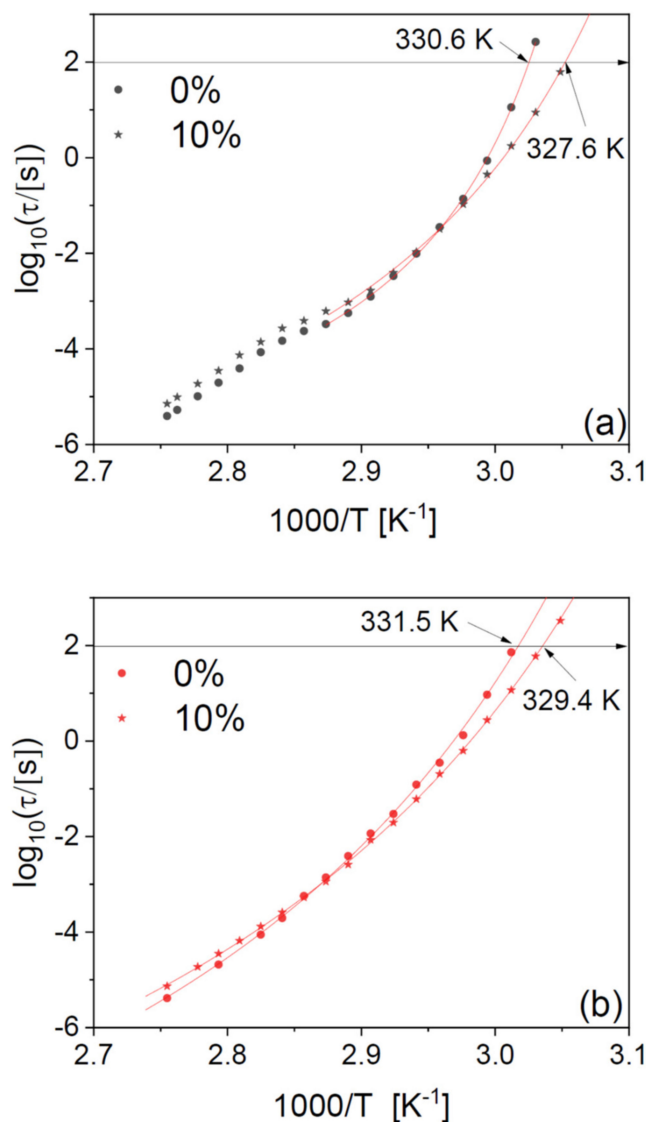 330.6 K
2
0%
10%
327.6 K
0
log₁₀(τ/[s])
-2
-4
-6
(a)
2.7 2.8 2.9 3.0 3.1
1000/T [K⁻¹]
2
331.5 K
0%
10%
329.4 K
0
log₁₀(τ/[s])
-2
-4
-6
(b)
2.7 2.8 2.9 3.0 3.1
1000/T [K⁻¹]